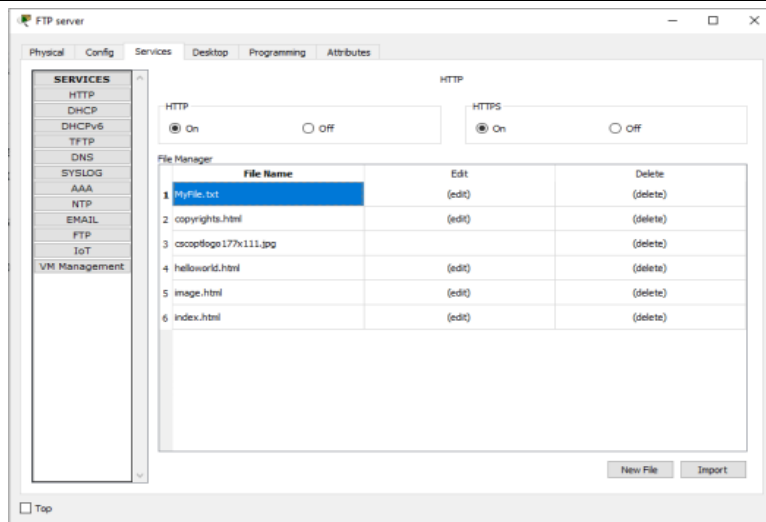 FTP server
Physical Config Services Desktop Programming Attributes
SERVICES
HTTP
DHCP
DHCPv6
TFTP
DNS
SYSLOG
AAA
NTP
EMAIL
FTP
IoT
VM Management
HTTP
HTTP
On Off
HTTPS
On Off
File Manager
File Name Edit Delete
1 MyFile.txt (edit) (delete)
2 copyrights.html (edit) (delete)
3 cscoptlogo177x111.jpg (delete)
4 helloworld.html (edit) (delete)
5 image.html (edit) (delete)
6 index.html (edit) (delete)
New File Import
Top